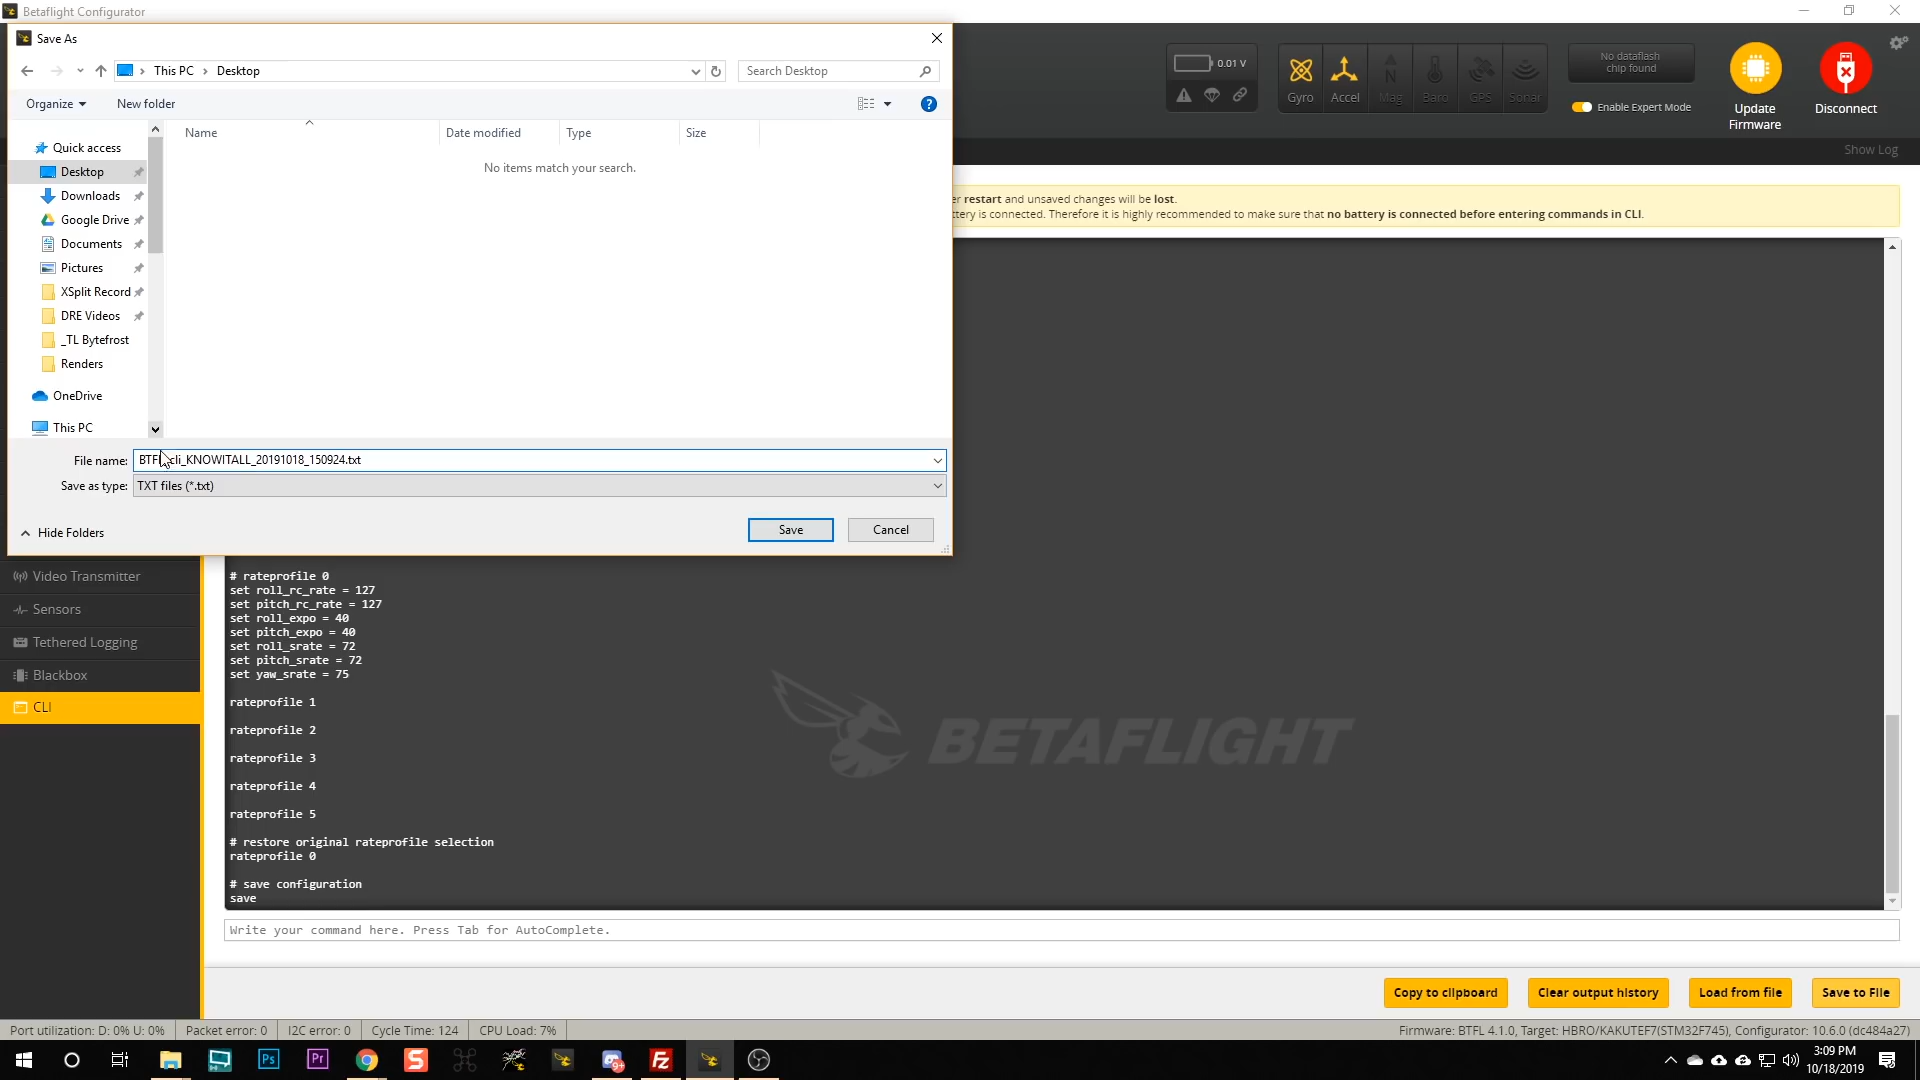 Betaflight Configurator
Save As
This PC > Desktop
Search Desktop
Organize
New folder
Name
Date modified
Type
Size
No items match your search.
Quick access
Desktop
Downloads
Google Drive
Documents
Pictures
XSplit Record
DRE Videos
_TL Bytefrost
Renders
OneDrive
This PC
File name:
cli_KNOWITALL_20191018_150924.txt
Save as type:
TXT files (*.txt)
Hide Folders
Save
Cancel
0.01 V
Gyro
Accel
Mag
Baro
GPS
Sonar
No dataflash
chip found
Enable Expert Mode
Update
Firmware
Disconnect
Show Log
er restart and unsaved changes will be lost.
ttery is connected. Therefore it is highly recommended to make sure that no battery is connected before entering commands in CLI.
Video Transmitter
Sensors
Tethered Logging
Blackbox
CLI
# rateprofile 0
set roll_rc_rate = 127
set pitch_rc_rate = 127
set roll_expo = 40
set pitch_expo = 40
set roll_srate = 72
set pitch_srate = 72
set yaw_srate = 75
rateprofile 1
rateprofile 2
rateprofile 3
rateprofile 4
rateprofile 5
# restore original rateprofile selection
rateprofile 0
# save configuration
save
BETAFLIGHT
Write your command here. Press Tab for AutoComplete.
Copy to clipboard
Clear output history
Load from file
Save to File
Port utilization: D: 0% U: 0%
Packet error: 0
I2C error: 0
Cycle Time: 124
CPU Load: 7%
Firmware: BTFL 4.1.0, Target: HBRO/KAKUTEF7(STM32F745), Configurator: 10.6.0 (dc484a27)
Ps
Pr
S
9+
Fz
3:09 PM
10/18/2019